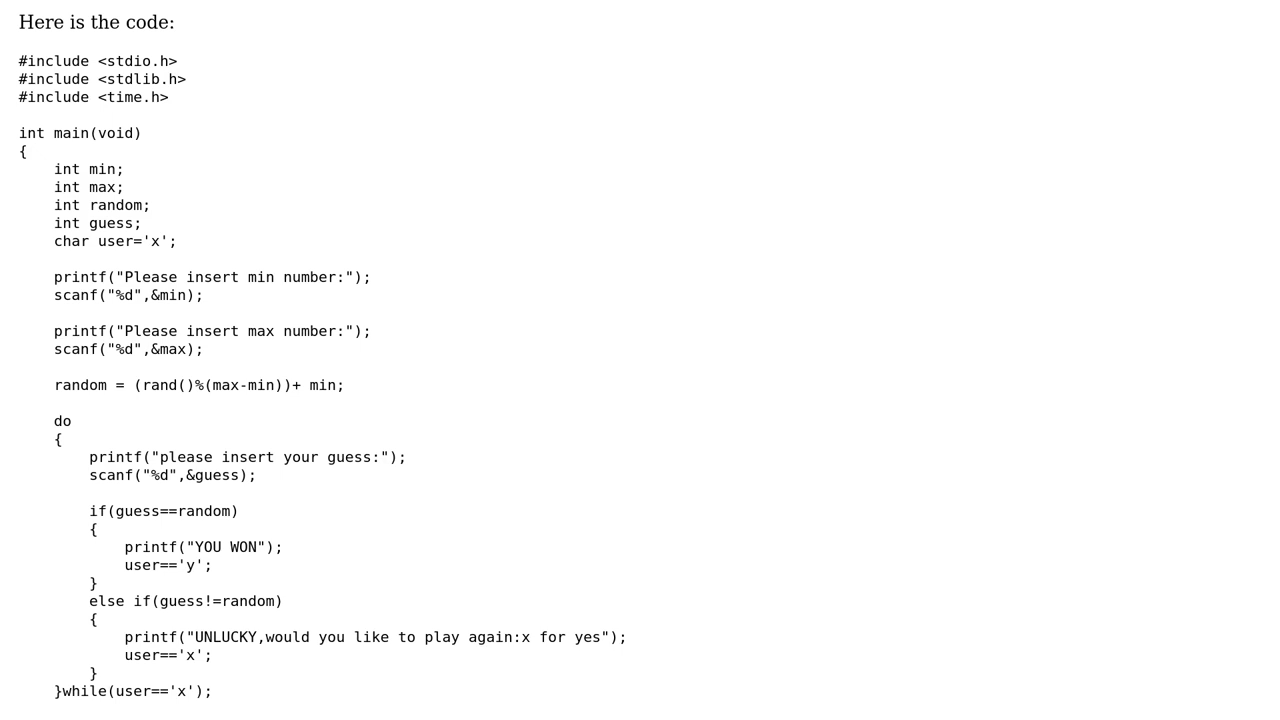 Here is the code:
#include <stdio.h>
#include <stdlib.h>
#include <time.h>
int main(void)
{
    int min;
    int max;
    int random;
    int guess;
    char user='x';
    printf("Please insert min number:");
    scanf("%d",&min);
    printf("Please insert max number:");
    scanf("%d",&max);
    random = (rand()%(max-min))+ min;
    do
    {
        printf("please insert your guess:");
        scanf("%d",&guess);
        if(guess==random)
        {
            printf("YOU WON");
            user=='y';
        }
        else if(guess!=random)
        {
            printf("UNLUCKY,would you like to play again:x for yes");
            user=='x';
        }
    }while(user=='x');